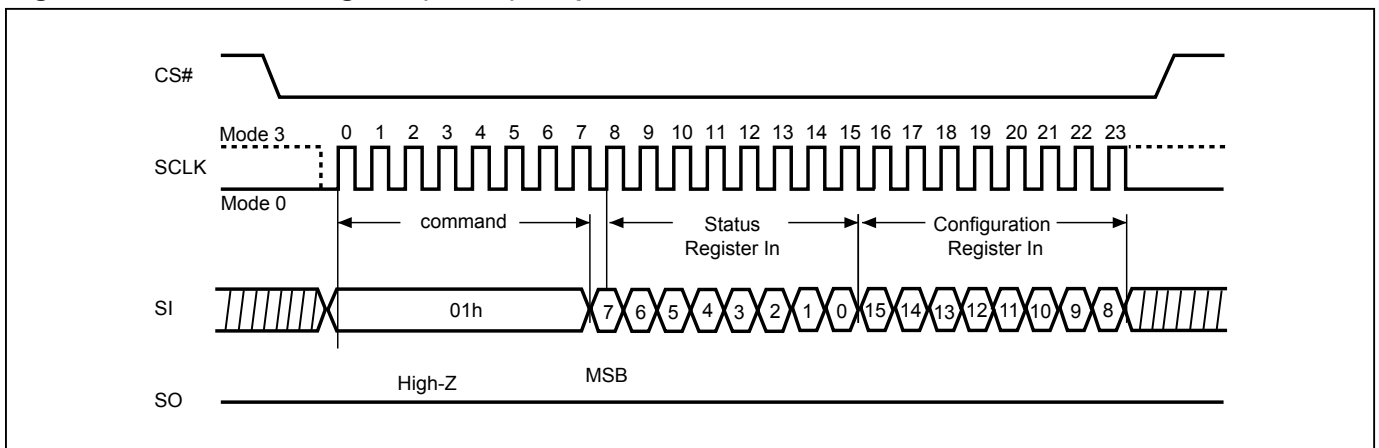 CS#
Mode 3
0 1 2 3 4 5 6 7 8 9 10 11 12 13 14 15 16 17 18 19 20 21 22 23
SCLK
Mode 0
command
Status
Register In
Configuration
Register In
SI
01h
7 6 5 4 3 2 1 0 15 14 13 12 11 10 9 8
High-Z
MSB
SO